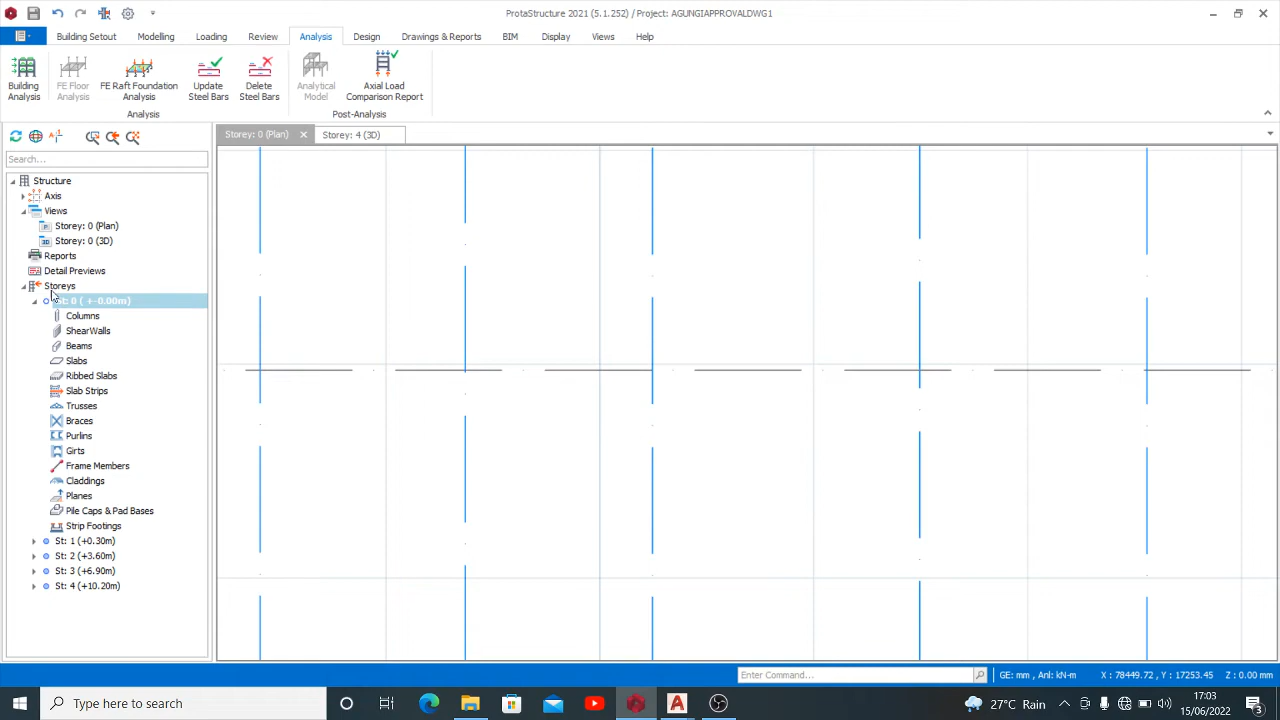 ProtaStructure 2021 (5.1.252) / Project: AGUNGIAPPROVALDWG1
Building Setout Modelling Loading Review Analysis Design Drawings & Reports BIM Display Views Help
Building Analysis
FE Floor Analysis
FE Raft Foundation Analysis
Update Steel Bars
Delete Steel Bars
Analytical Model
Axial Load Comparison Report
Analysis
Post-Analysis
Storey: 0 (Plan)
Storey: 4 (3D)
Search...
Structure
Axis
Views
Storey: 0 (Plan)
Storey: 0 (3D)
Reports
Detail Previews
Storeys
St: 0 ( +-0.00m)
Columns
ShearWalls
Beams
Slabs
Ribbed Slabs
Slab Strips
Trusses
Braces
Purlins
Girts
Frame Members
Claddings
Planes
Pile Caps & Pad Bases
Strip Footings
St: 1 (+0.30m)
St: 2 (+3.60m)
St: 3 (+6.90m)
St: 4 (+10.20m)
Enter Command...
GE: mm , Anl: kN-m
X : 78449.72 , Y : 17253.45
Z : 0.00 mm
Type here to search
27°C Rain
17:03
15/06/2022
3